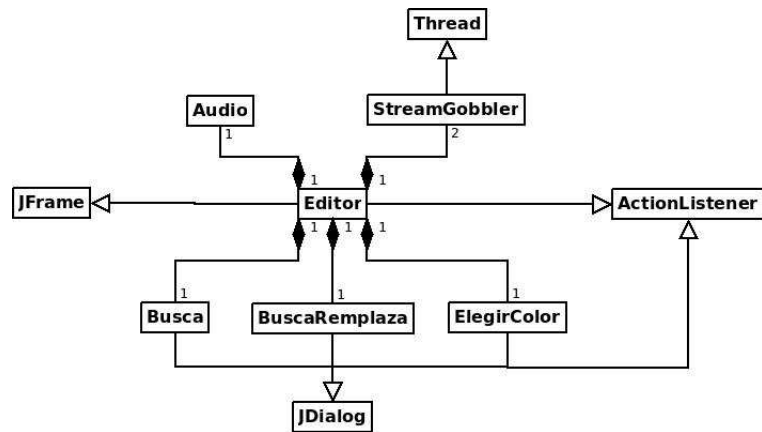 Thread
Audio
StreamGobbler
1
2
1
1
JFrame
Editor
ActionListener
1
1
1
1
1
1
Busca
BuscaRemplaza
ElegirColor
JDialog